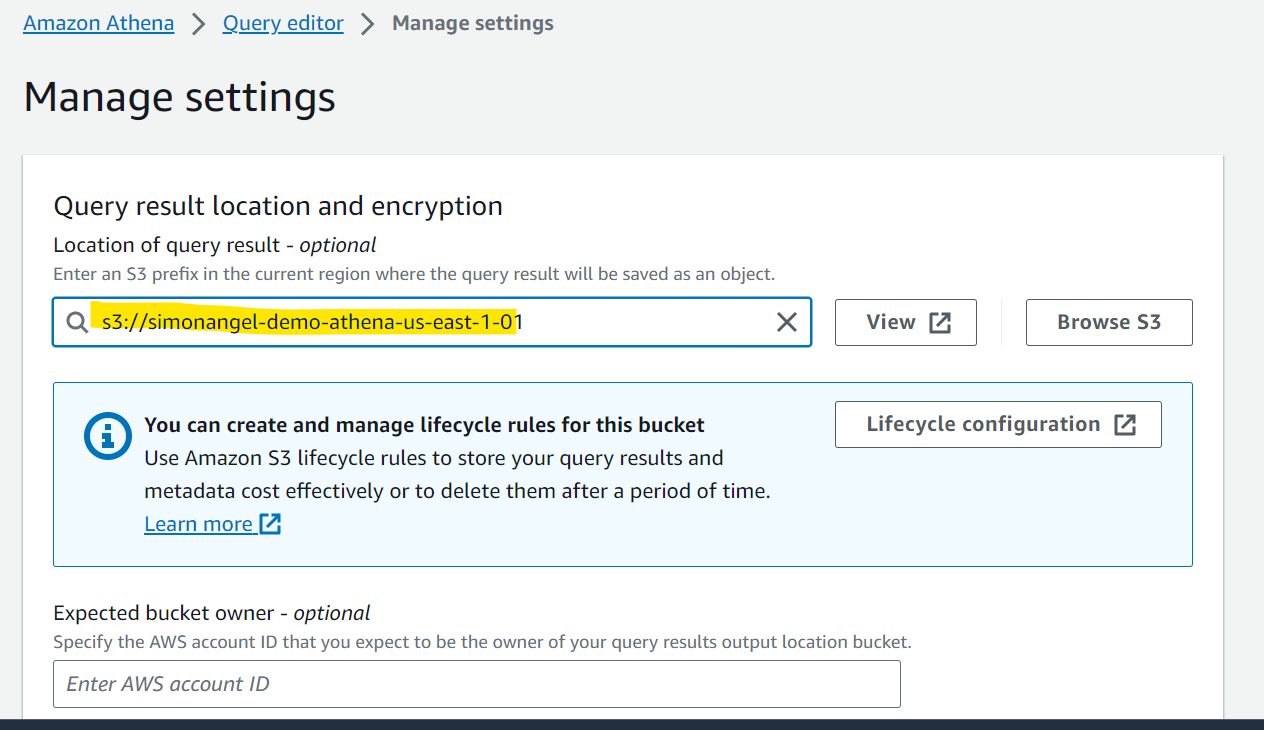 Amazon Athena > Query editor > Manage settings
Manage settings
Query result location and encryption
Location of query result - optional
Enter an S3 prefix in the current region where the query result will be saved as an object.
s3://simonangel-demo-athena-us-east-1-01
View
Browse S3
You can create and manage lifecycle rules for this bucket
Lifecycle configuration
Use Amazon S3 lifecycle rules to store your query results and
metadata cost effectively or to delete them after a period of time.
Learn more
Expected bucket owner - optional
Specify the AWS account ID that you expect to be the owner of your query results output location bucket.
Enter AWS account ID